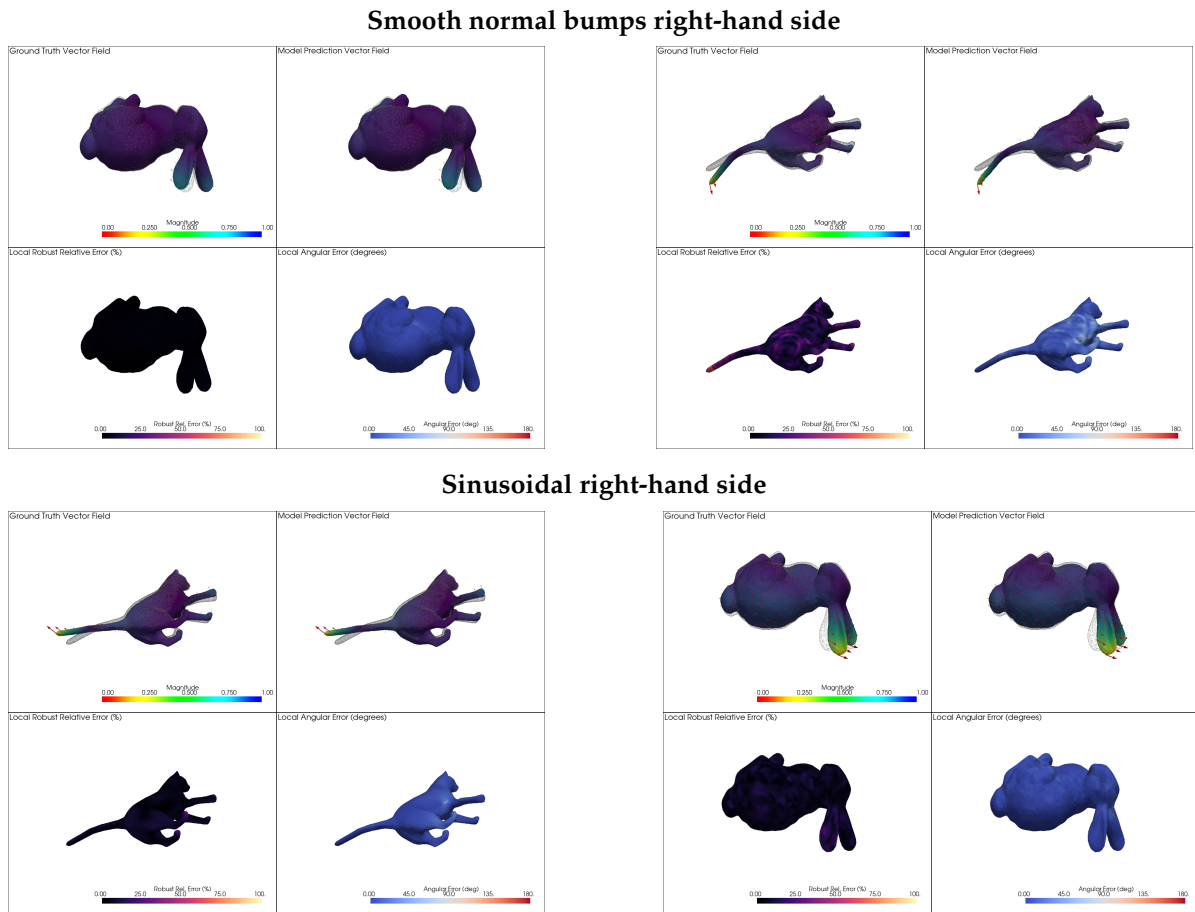 Smooth normal bumps right-hand side
Ground Truth Vector Field
Model Prediction Vector Field
Magnitude
0.00 0.250 0.500 0.750 1.00
Local Robust Relative Error (%)
Local Angular Error (degrees)
Robust Rel. Error (%)
0.00 25.0 50.0 75.0 100.
Angular Error (deg)
0.00 45.0 90.0 135. 180.
Ground Truth Vector Field
Model Prediction Vector Field
Magnitude
0.00 0.250 0.500 0.750 1.00
Local Robust Relative Error (%)
Local Angular Error (degrees)
Robust Rel. Error (%)
0.00 25.0 50.0 75.0 100.
Angular Error (deg)
0.00 45.0 90.0 135. 180.
Sinusoidal right-hand side
Ground Truth Vector Field
Model Prediction Vector Field
Magnitude
0.00 0.250 0.500 0.750 1.00
Local Robust Relative Error (%)
Local Angular Error (degrees)
Robust Rel. Error (%)
0.00 25.0 50.0 75.0 100.
Angular Error (deg)
0.00 45.0 90.0 135. 180.
Ground Truth Vector Field
Model Prediction Vector Field
Magnitude
0.00 0.250 0.500 0.750 1.00
Local Robust Relative Error (%)
Local Angular Error (degrees)
Robust Rel. Error (%)
0.00 25.0 50.0 75.0 100.
Angular Error (deg)
0.00 45.0 90.0 135. 180.